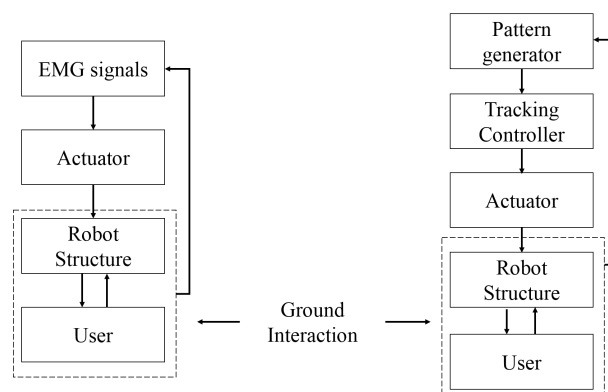 EMG signals
Actuator
Robot
Structure
User
Ground
Interaction
Pattern
generator
Tracking
Controller
Actuator
Robot
Structure
User